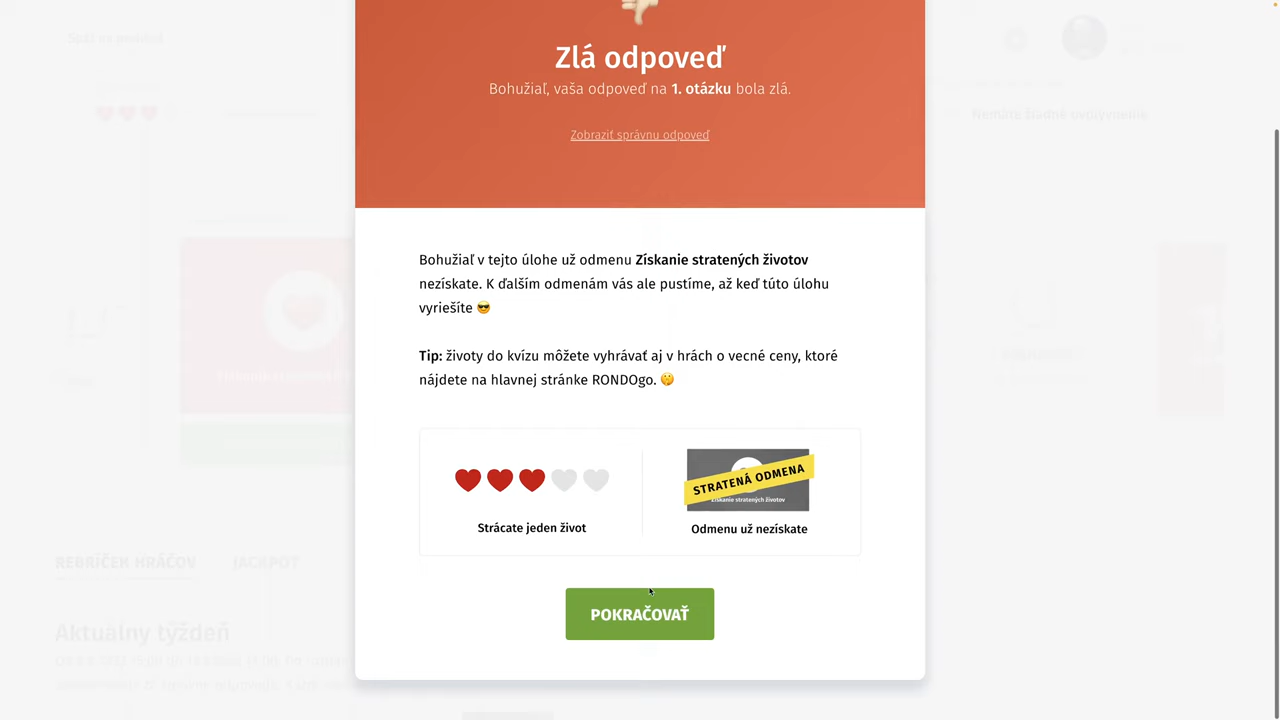 Zlá odpoveď
Bohužiaľ, vaša odpoveď na 1. otázku bola zlá.
Zobraziť správnu odpoveď
Nemáte žiadne
Bohužiaľ v tejto úlohe už odmenu Získanie stratených životov
nezískate. K ďalším odmenám vás ale pustíme, až keď túto úlohu
vyriešíte 😎
Tip: životy do kvízu môžete vyhrávať aj v hrách o vecné ceny, ktoré
nájdete na hlavnej stránke RONDOgo. 🤫
STRATENÁ ODMENA
Získanie stratených životov
Strácate jeden život
Odmenu už nezískate
REBRÍČEK HRÁČOV
JACKPOT
POKRAČOVAŤ
Aktuálny týždeň